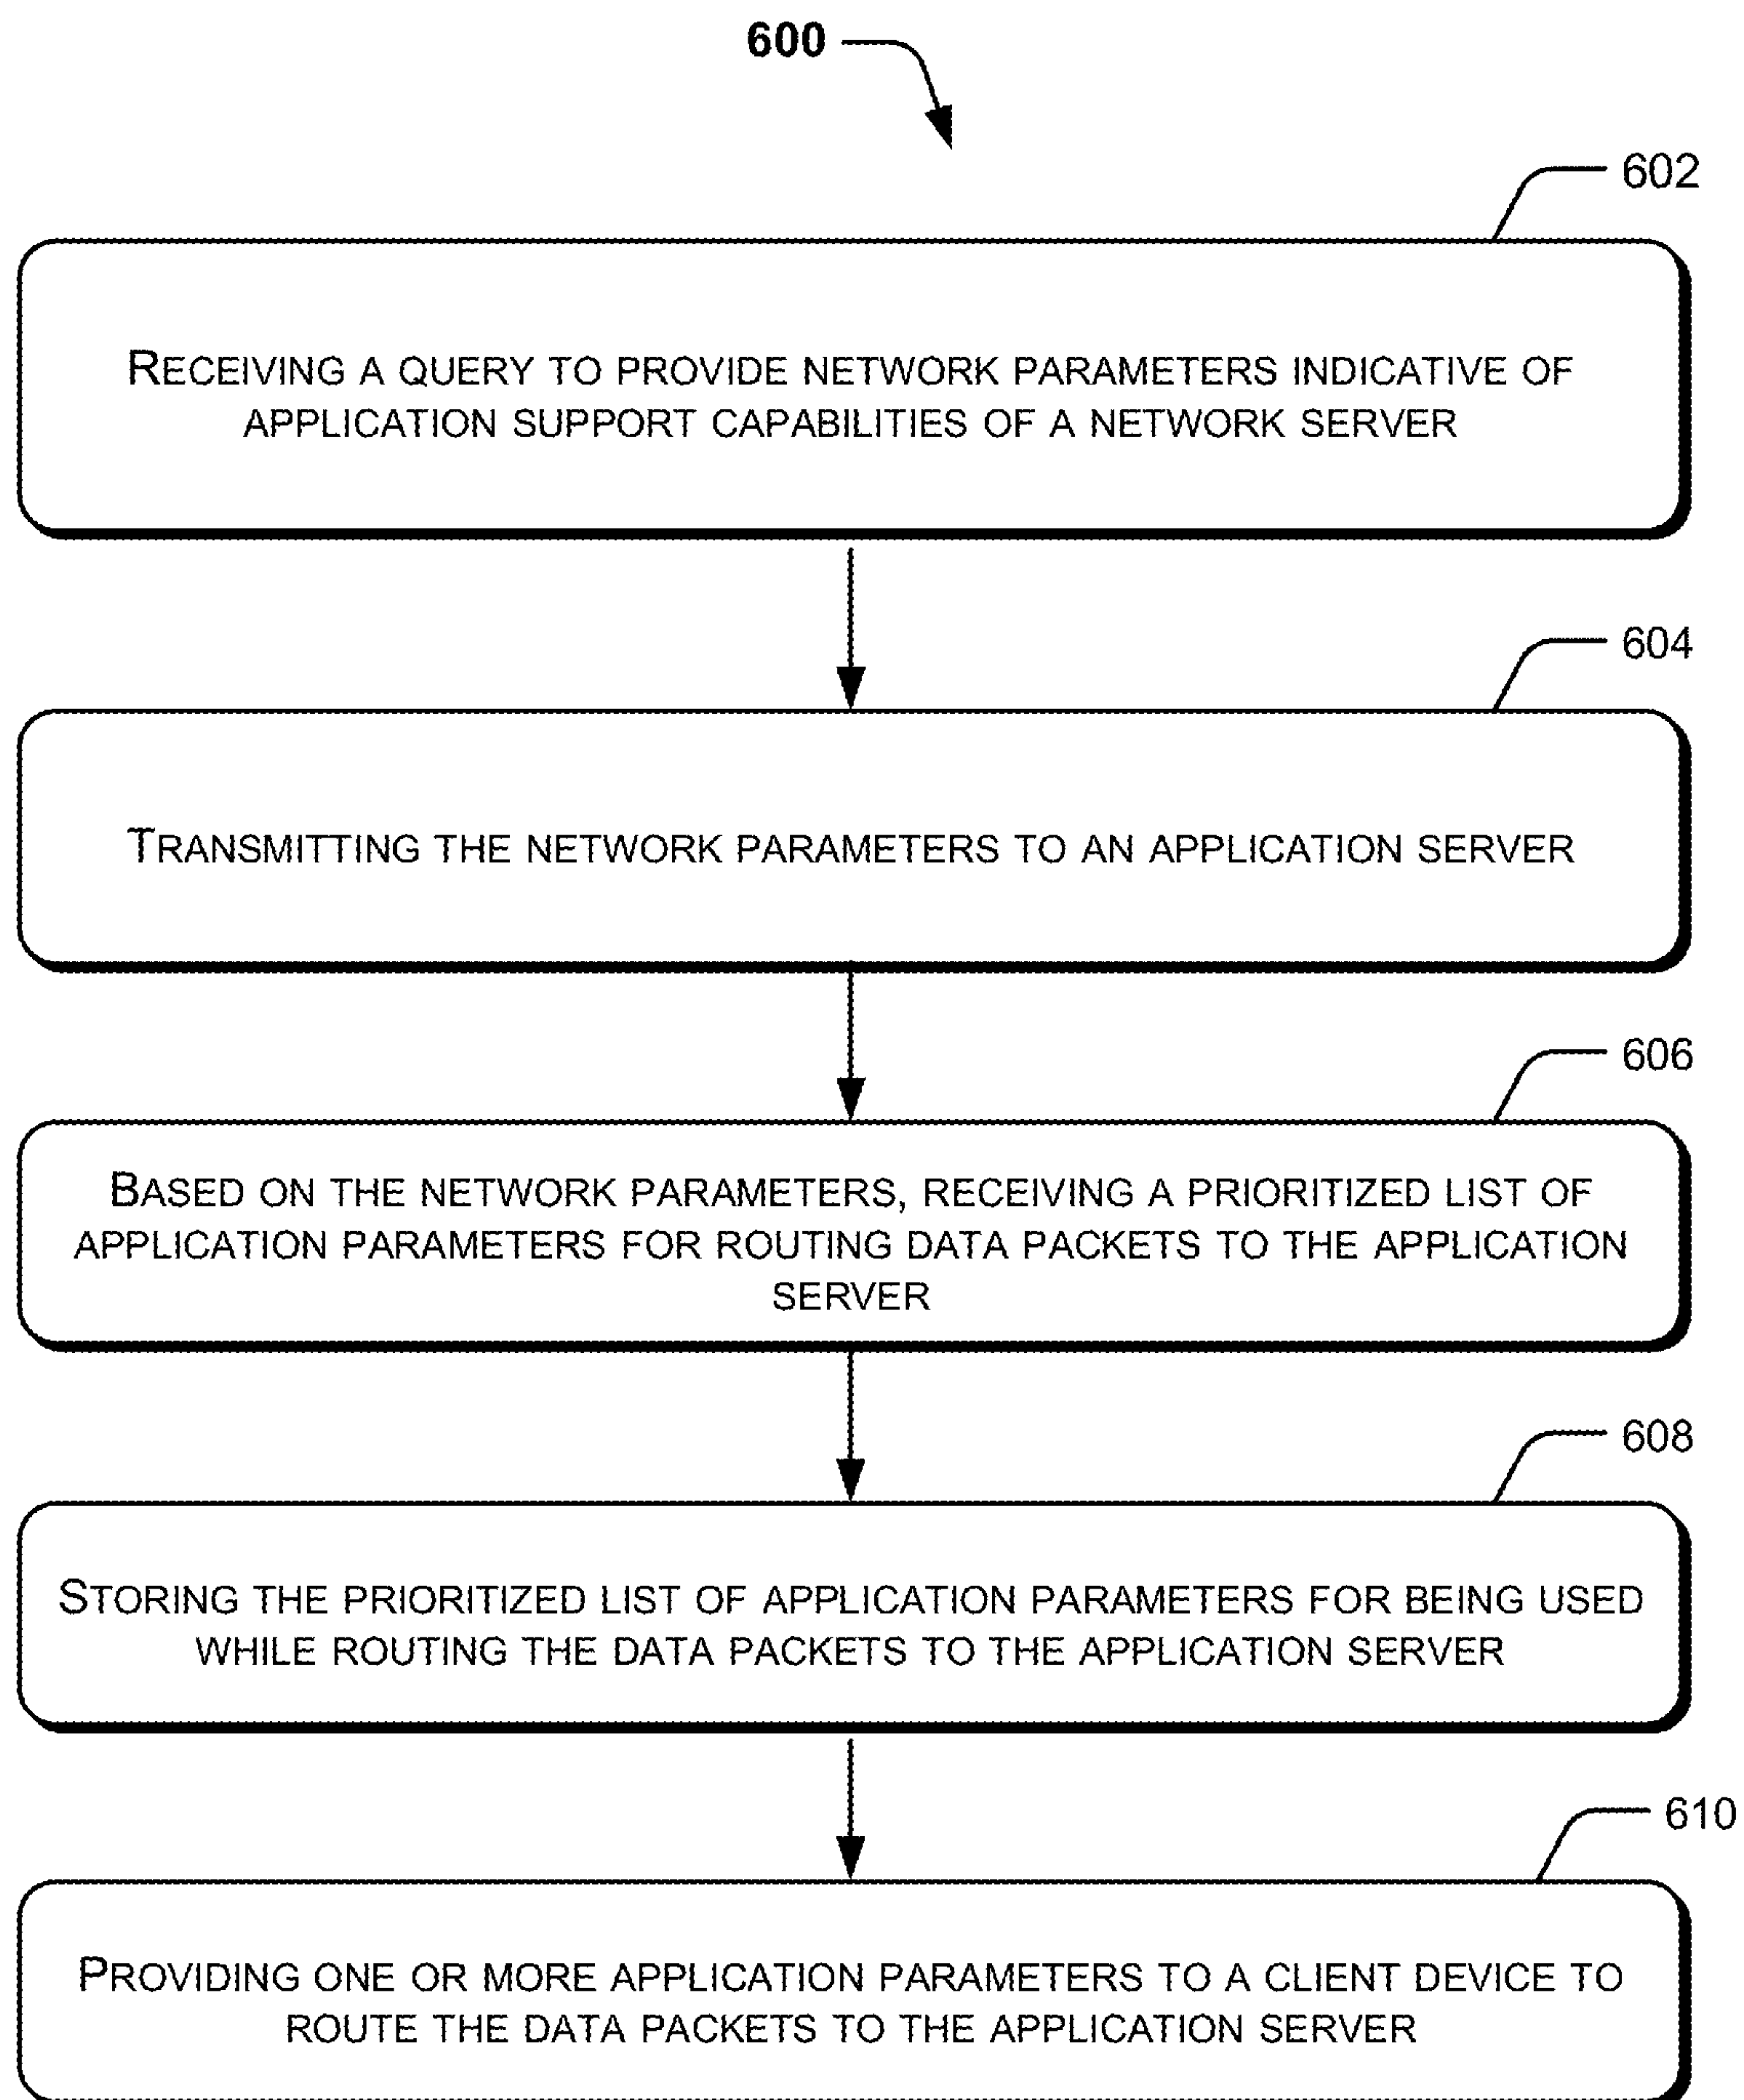 600
602
RECEIVING A QUERY TO PROVIDE NETWORK PARAMETERS INDICATIVE OF
APPLICATION SUPPORT CAPABILITIES OF A NETWORK SERVER
604
TRANSMITTING THE NETWORK PARAMETERS TO AN APPLICATION SERVER
606
BASED ON THE NETWORK PARAMETERS, RECEIVING A PRIORITIZED LIST OF
APPLICATION PARAMETERS FOR ROUTING DATA PACKETS TO THE APPLICATION
SERVER
608
STORING THE PRIORITIZED LIST OF APPLICATION PARAMETERS FOR BEING USED
WHILE ROUTING THE DATA PACKETS TO THE APPLICATION SERVER
610
PROVIDING ONE OR MORE APPLICATION PARAMETERS TO A CLIENT DEVICE TO
ROUTE THE DATA PACKETS TO THE APPLICATION SERVER